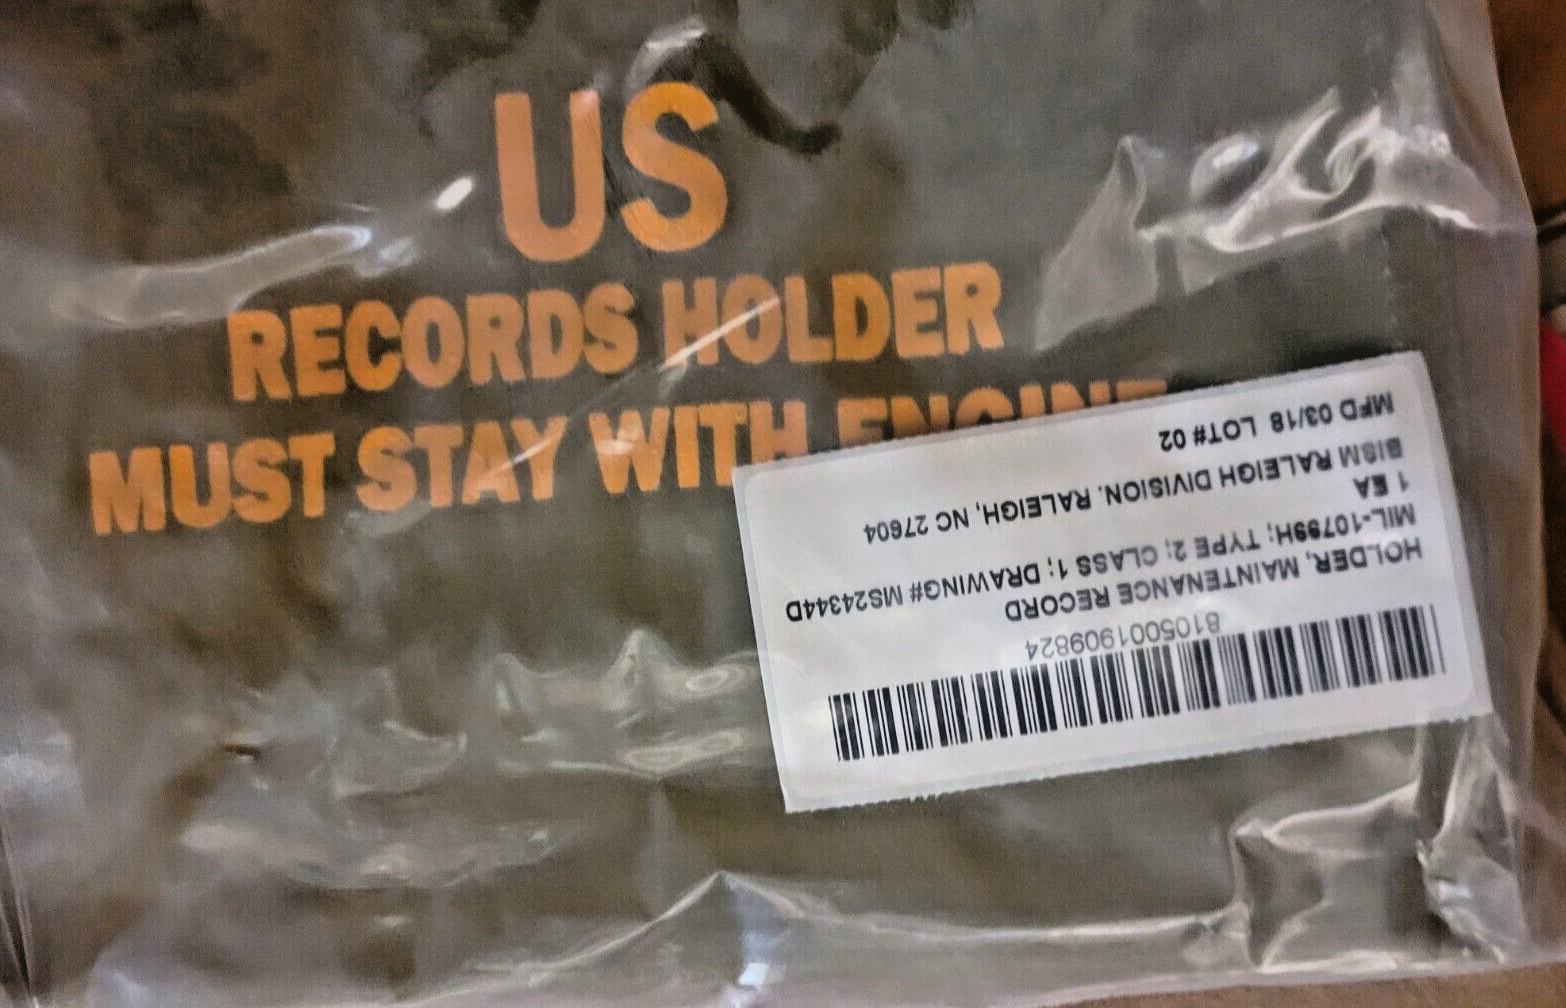 US
RECORDS HOLDER
MUST STAY WITH ENGINE
8105001909824
HOLDER, MAINTENANCE RECORD
MIL-10799H; TYPE 2; CLASS 1; DRAWING# MS24344D
1 EA
BISM RALEIGH DIVISION. RALEIGH, NC 27604
MFD 03/18 LOT# 02